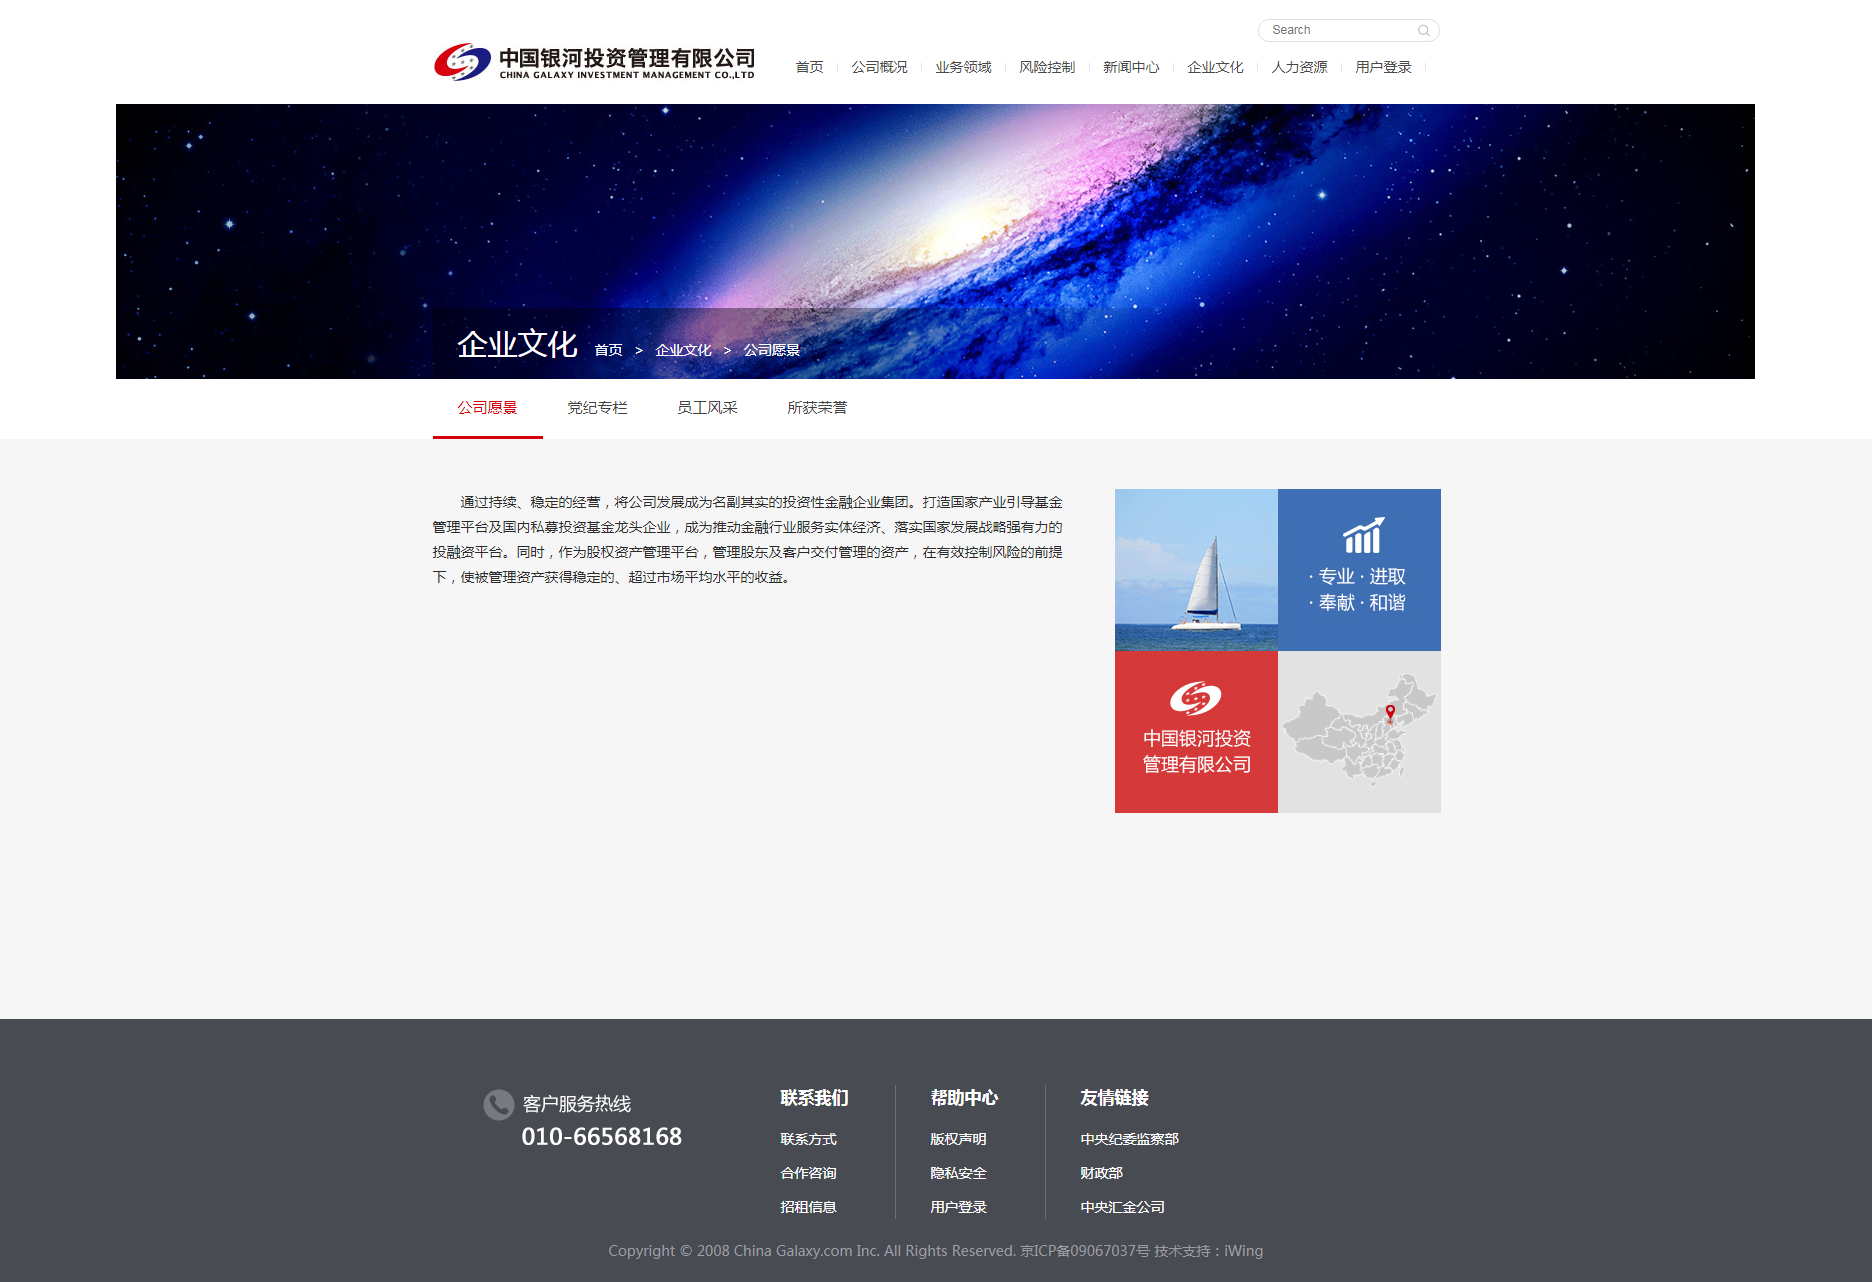 Search
中国银河投资管理有限公司
CHINA GALAXY INVESTMENT MANAGEMENT CO.,LTD
首页 公司概况 业务领域 风险控制 新闻中心 企业文化 人力资源 用户登录
企业文化 首页 > 企业文化 > 公司愿景
公司愿景 党纪专栏 员工风采 所获荣誉
通过持续、稳定的经营，将公司发展成为名副其实的投资性金融企业集团。打造国家产业引导基金
管理平台及国内私募投资基金龙头企业，成为推动金融行业服务实体经济、落实国家发展战略强有力的
投融资平台。同时，作为股权资产管理平台，管理股东及客户交付管理的资产，在有效控制风险的前提
下，使被管理资产获得稳定的、超过市场平均水平的收益。
· 专业 · 进取
· 奉献 · 和谐
中国银河投资
管理有限公司
客户服务热线
010-66568168
联系我们
联系方式
合作咨询
招租信息
帮助中心
版权声明
隐私安全
用户登录
友情链接
中央纪委监察部
财政部
中央汇金公司
Copyright © 2008 China Galaxy.com Inc. All Rights Reserved. 京ICP备09067037号 技术支持：iWing